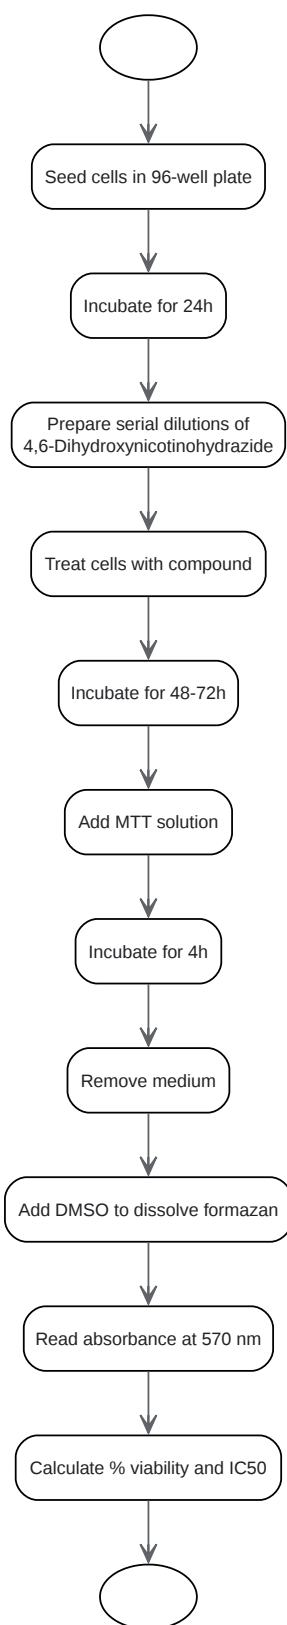 Seed cells in 96-well plate
Incubate for 24h
Prepare serial dilutions of
4,6-Dihydroxynicotinohydrazide
Treat cells with compound
Incubate for 48-72h
Add MTT solution
Incubate for 4h
Remove medium
Add DMSO to dissolve formazan
Read absorbance at 570 nm
Calculate % viability and IC50